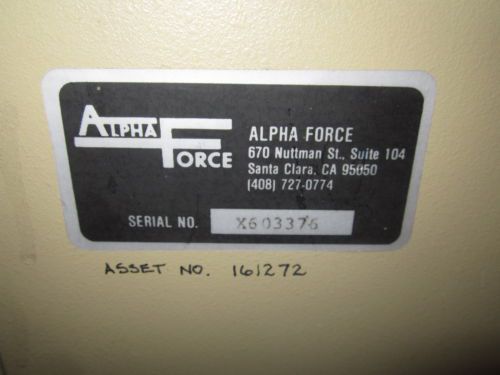 ALPHA FORCE
ALPHA FORCE
670 Nuttman St., Suite 104
Santa Clara, CA 95050
(408) 727-0774
SERIAL NO. X603376
ASSET NO. 161272